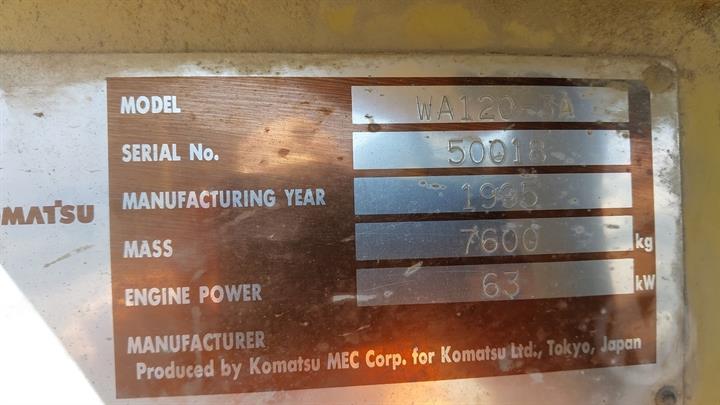 MODEL WA120-3A
SERIAL No. 50018
MATSU
MANUFACTURING YEAR 1995
MASS 7600 kg
ENGINE POWER 63 kW
MANUFACTURER
Produced by Komatsu MEC Corp. for Komatsu Ltd., Tokyo, Japan